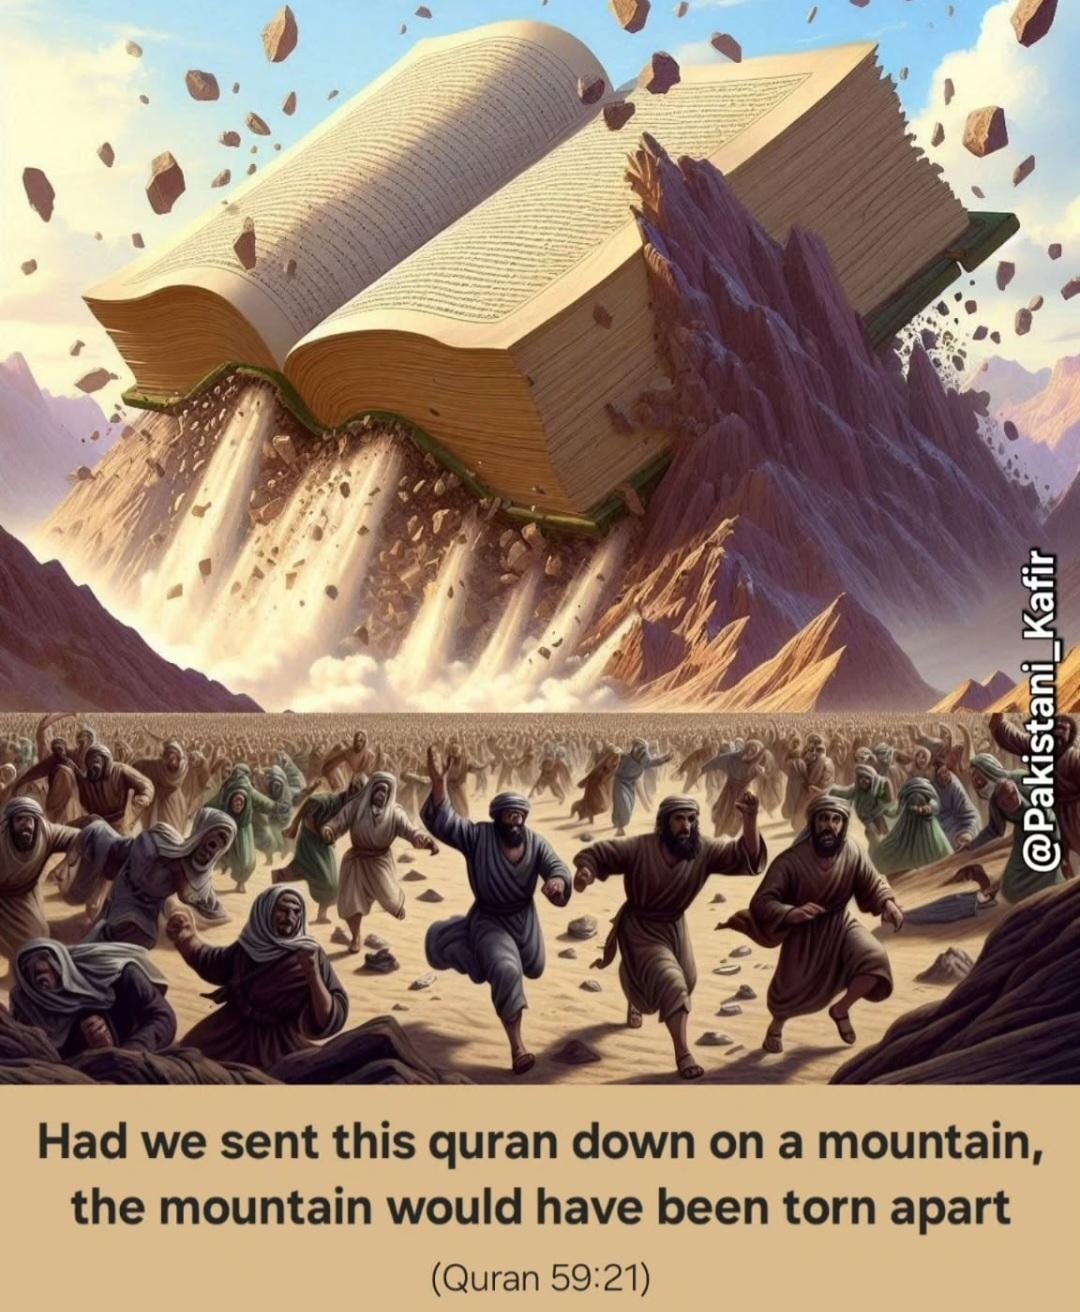 @Pakistani_Kafir
Had we sent this quran down on a mountain,
the mountain would have been torn apart
(Quran 59:21)